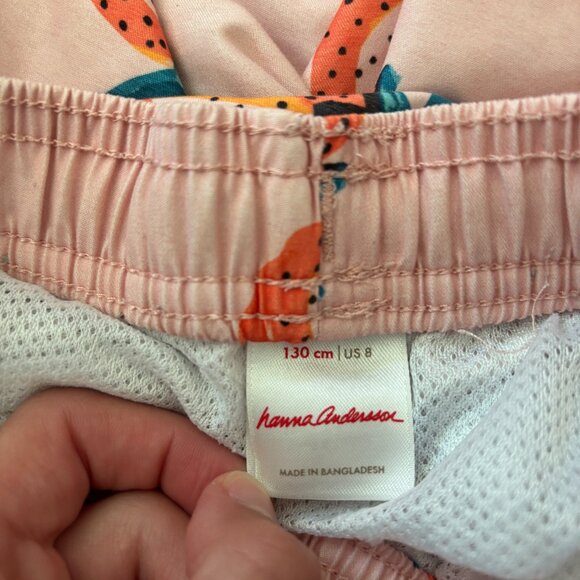 130 cm | US 8
hanna Andersson
MADE IN BANGLADESH